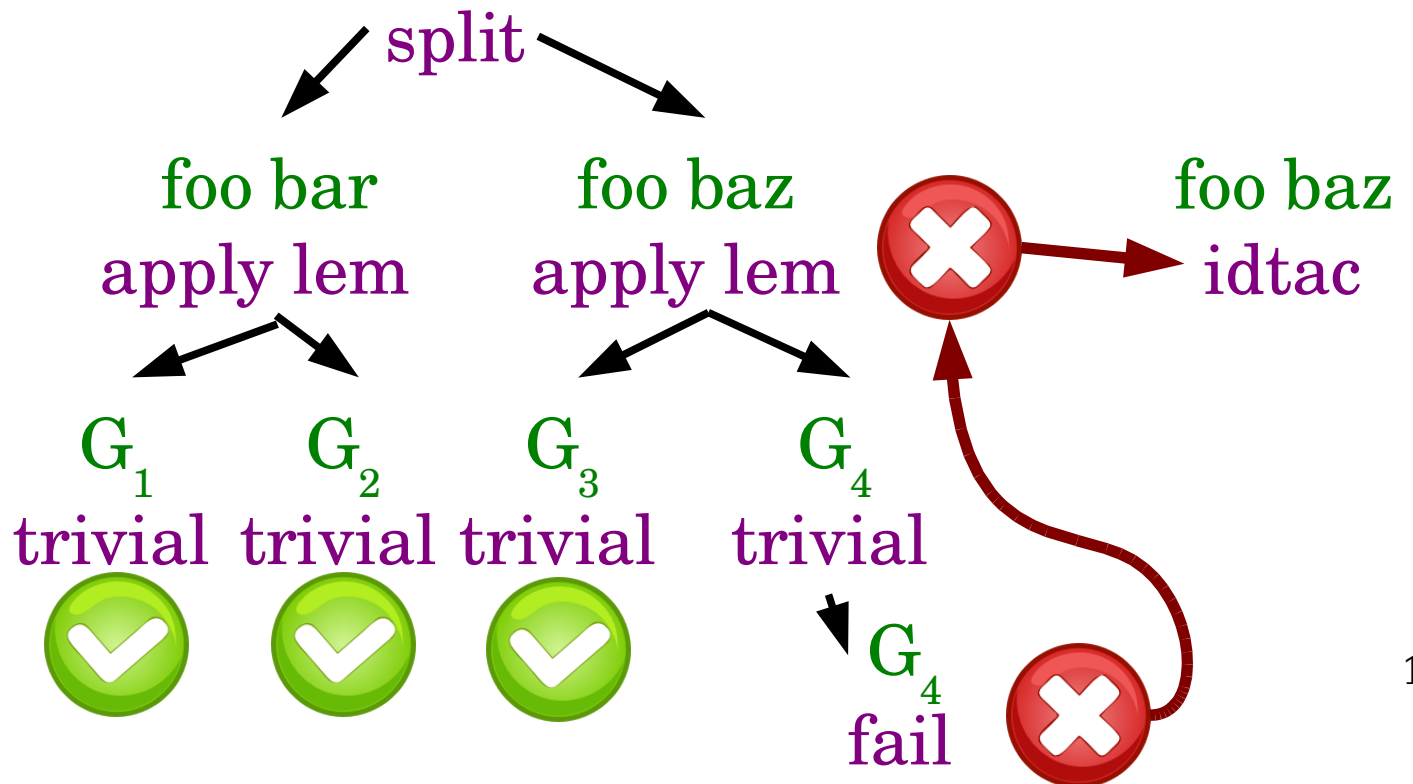 split
foo bar
foo baz
foo baz
apply lem
apply lem
idtac
G1
G2
G3
G4
trivial
trivial
trivial
trivial
G4
1
fail